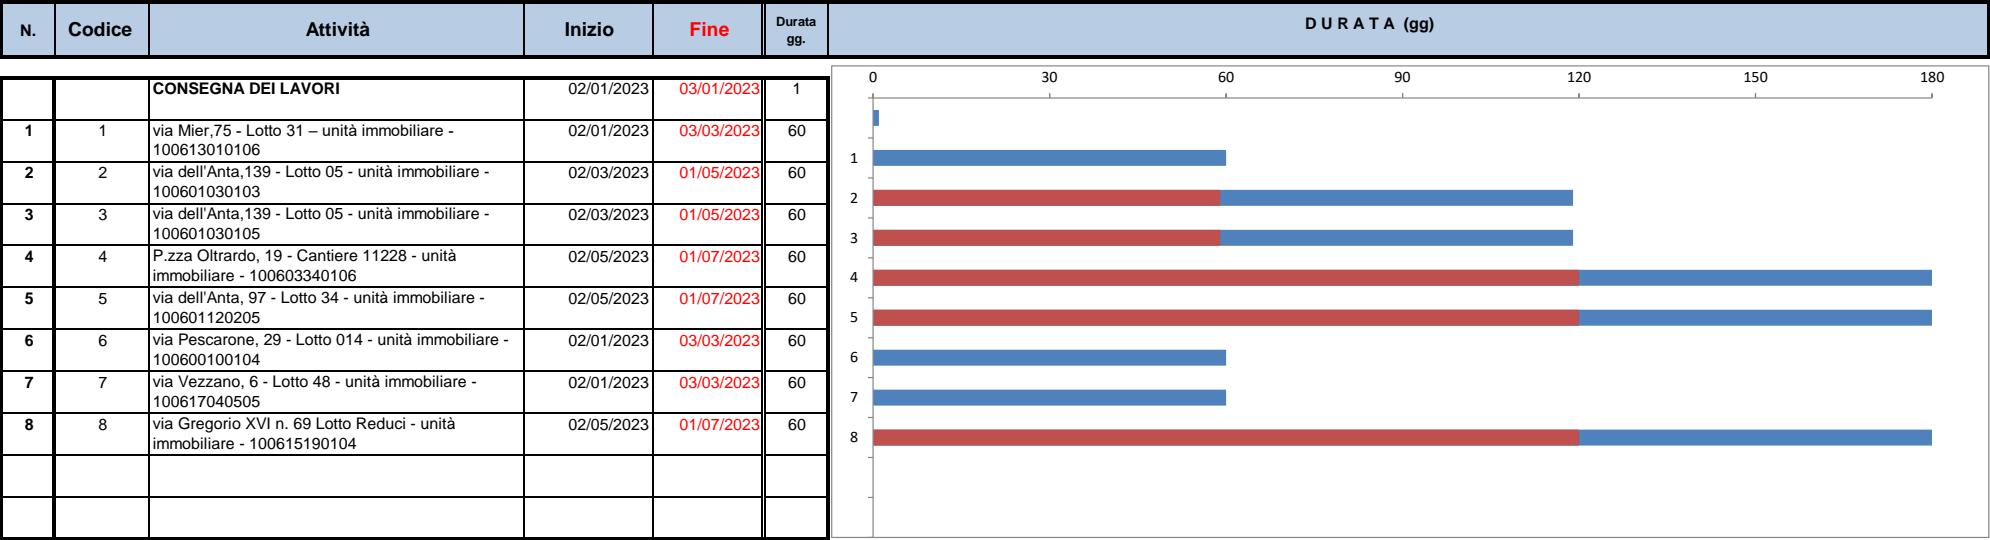 N. Codice Attività Inizio Fine Durata gg. D U R A T A (gg)
CONSEGNA DEI LAVORI 02/01/2023 03/01/2023 1
1 1 via Mier,75 - Lotto 31 – unità immobiliare - 02/01/2023 03/03/2023 60
100613010106
2 2 via dell'Anta,139 - Lotto 05 - unità immobiliare - 02/03/2023 01/05/2023 60
100601030103
3 3 via dell'Anta,139 - Lotto 05 - unità immobiliare - 02/03/2023 01/05/2023 60
100601030105
4 4 P.zza Oltrardo, 19 - Cantiere 11228 - unità 02/05/2023 01/07/2023 60
immobiliare - 100603340106
5 5 via dell'Anta, 97 - Lotto 34 - unità immobiliare - 02/05/2023 01/07/2023 60
100601120205
6 6 via Pescarone, 29 - Lotto 014 - unità immobiliare - 02/01/2023 03/03/2023 60
100600100104
7 7 via Vezzano, 6 - Lotto 48 - unità immobiliare - 02/01/2023 03/03/2023 60
100617040505
8 8 via Gregorio XVI n. 69 Lotto Reduci - unità 02/05/2023 01/07/2023 60
immobiliare - 100615190104
0 30 60 90 120 150 180
1
2
3
4
5
6
7
8